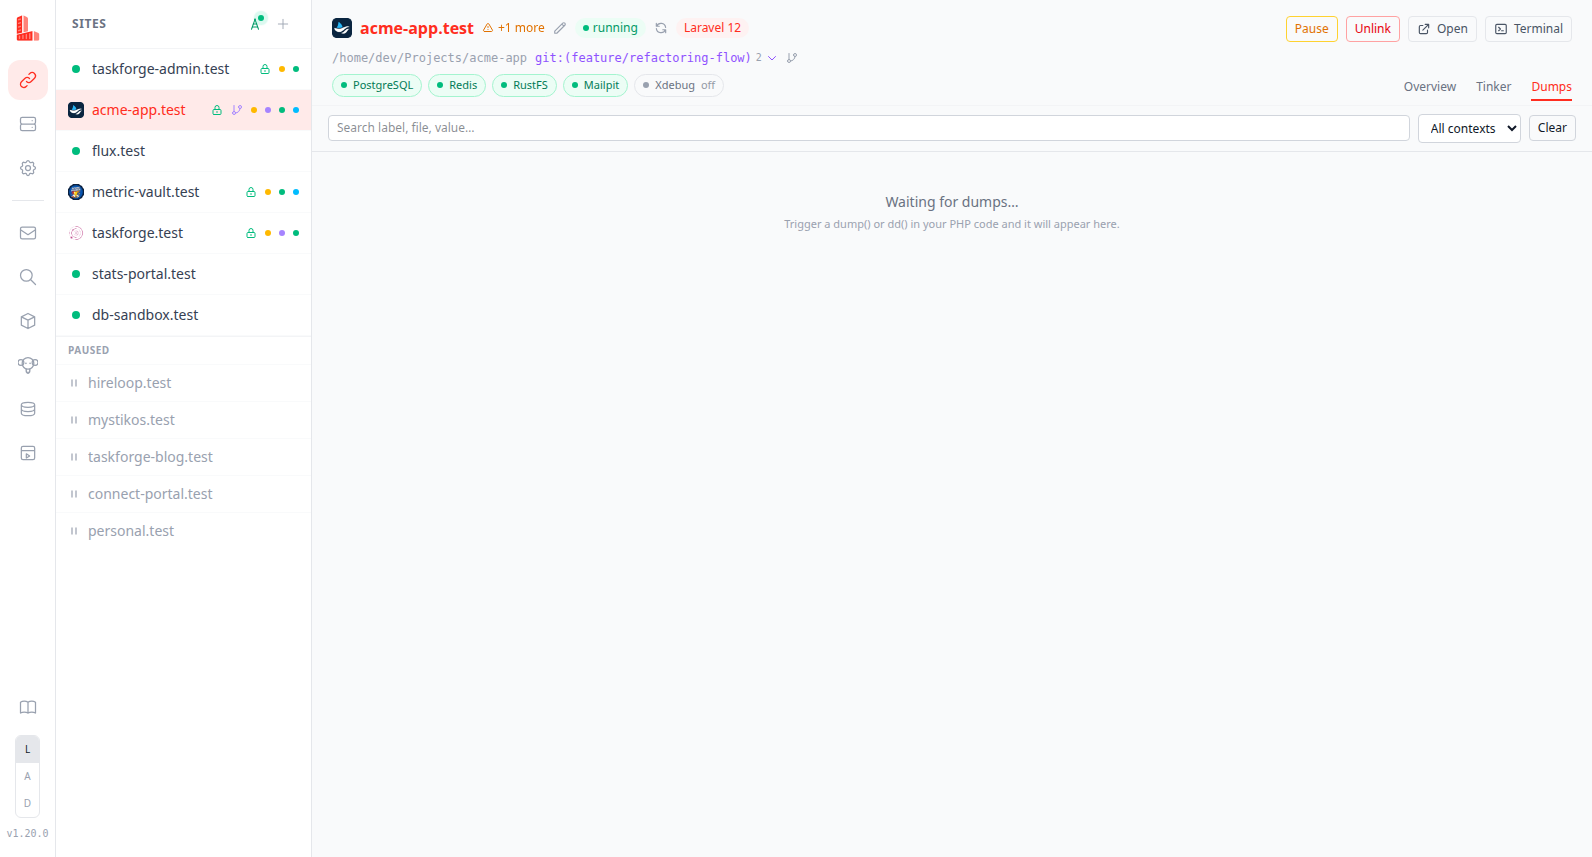 SITES
taskforge-admin.test
acme-app.test
flux.test
metric-vault.test
taskforge.test
stats-portal.test
db-sandbox.test
PAUSED
hireloop.test
mystikos.test
taskforge-blog.test
connect-portal.test
personal.test
L
A
D
v1.20.0
acme-app.test +1 more running Laravel 12
Pause Unlink Open Terminal
/home/dev/Projects/acme-app git:(feature/refactoring-flow) 2
PostgreSQL Redis RustFS Mailpit Xdebug off
Overview Tinker Dumps
Search label, file, value... All contexts Clear
Waiting for dumps...
Trigger a dump() or dd() in your PHP code and it will appear here.